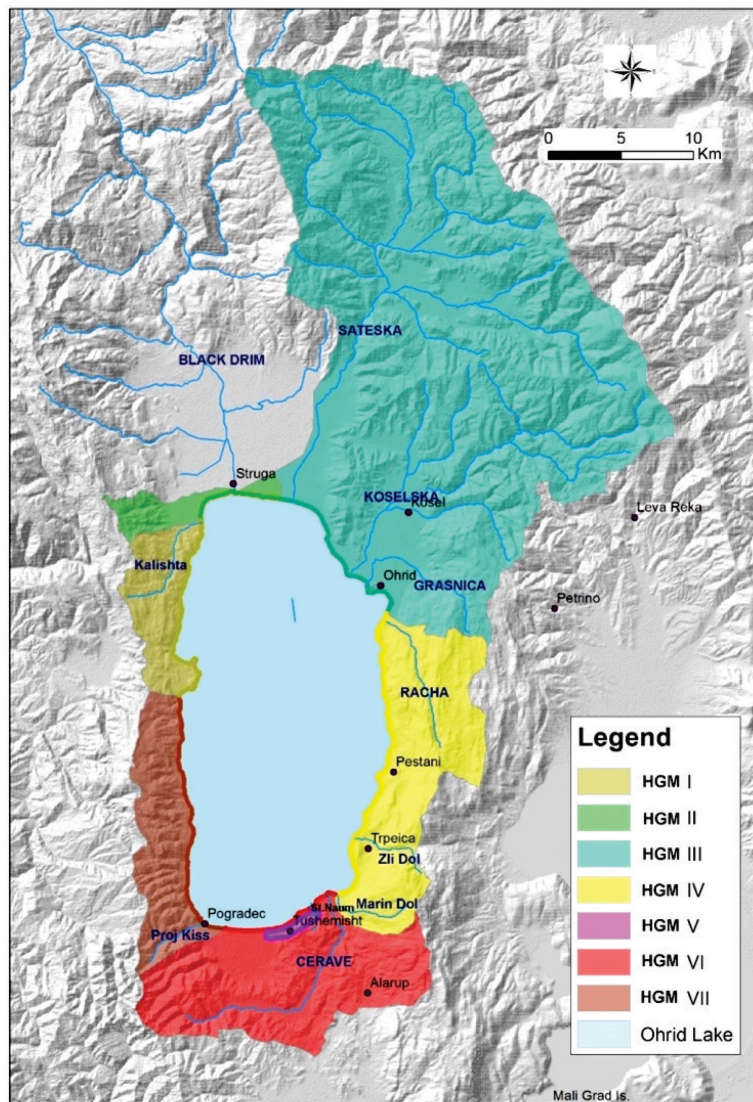 0 5 10
Km
SATESKA
BLACK DRIM
Struga
KOSELSKA
Kosel
Leva Reka
Kalishta
Ohrid
GRASNICA
Petrino
RACHA
Pestani
Trpeica
Zli Dol
Marin Dol
St.Naum
Pogradec
Tushemisht
Proj Kiss
CERAVE
Alarup
Mali Grad Is.
Legend
HGM I
HGM II
HGM III
HGM IV
HGM V
HGM VI
HGM VII
Ohrid Lake